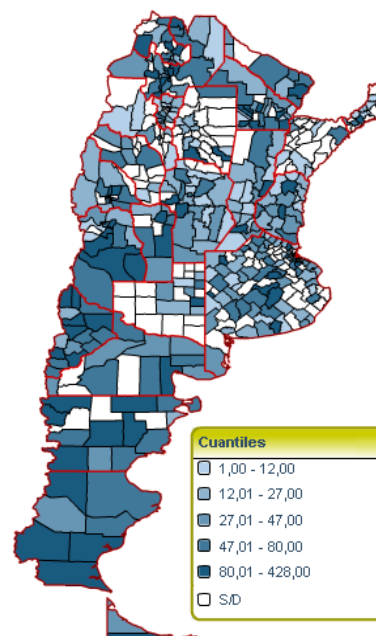 Cuantiles
1,00 - 12,00
12,01 - 27,00
27,01 - 47,00
47,01 - 80,00
80,01 - 428,00
S/D